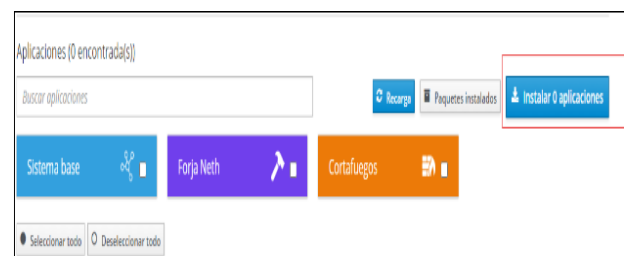 Aplicaciones (0 encontrada(s))
Buscar aplicaciones
Recarga
Paquetes instalados
Instalar 0 aplicaciones
Sistema base
Forja Neth
Cortafuegos
Seleccionar todo
Deseleccionar todo